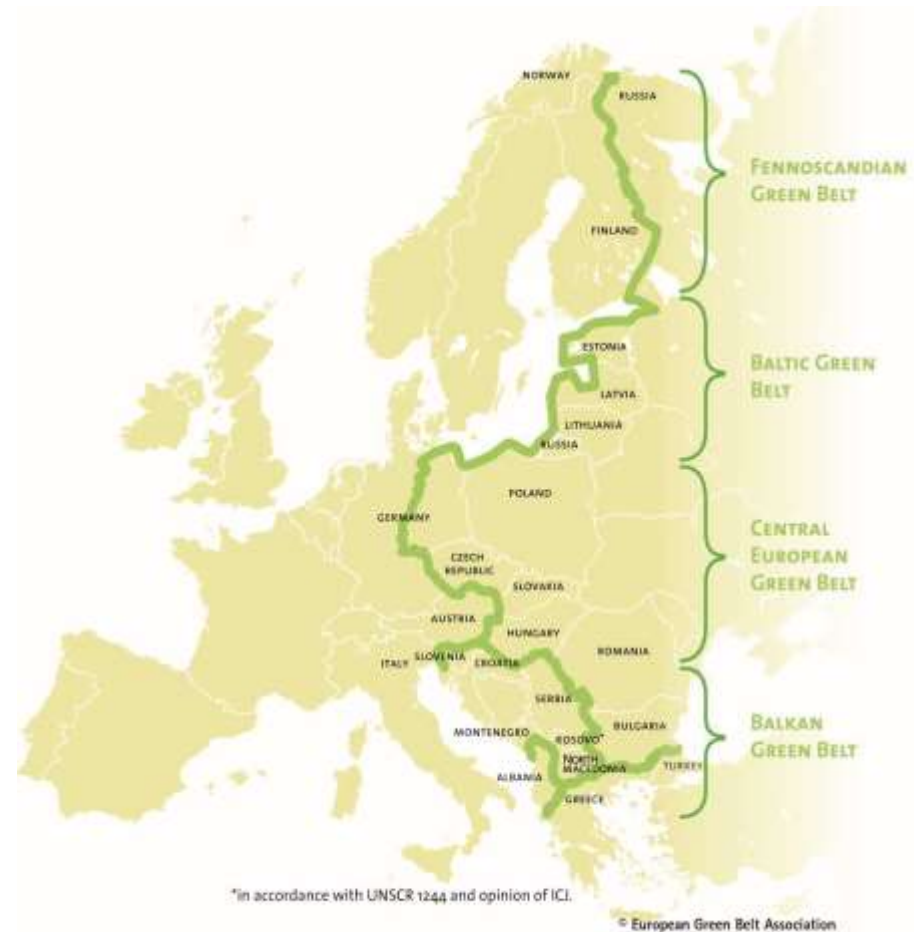 NORWAY
RUSSIA
FENNOSCANDIAN
GREEN BELT
FINLAND
ESTONIA
BALTIC GREEN
BELT
LATVIA
LITHUANIA
RUSSIA
POLAND
GERMANY
CENTRAL
EUROPEAN
GREEN BELT
CZECH
REPUBLIC
SLOVAKIA
AUSTRIA
HUNGARY
ROMANIA
ITALY
SLOVENIA
CROATIA
SERBIA
BULGARIA
BALKAN
GREEN BELT
MONTENEGRO
KOSOVO*
NORTH
MACEDONIA
TURKEY
ALBANIA
GREECE
*in accordance with UNSCR 1244 and opinion of ICJ.
© European Green Belt Association